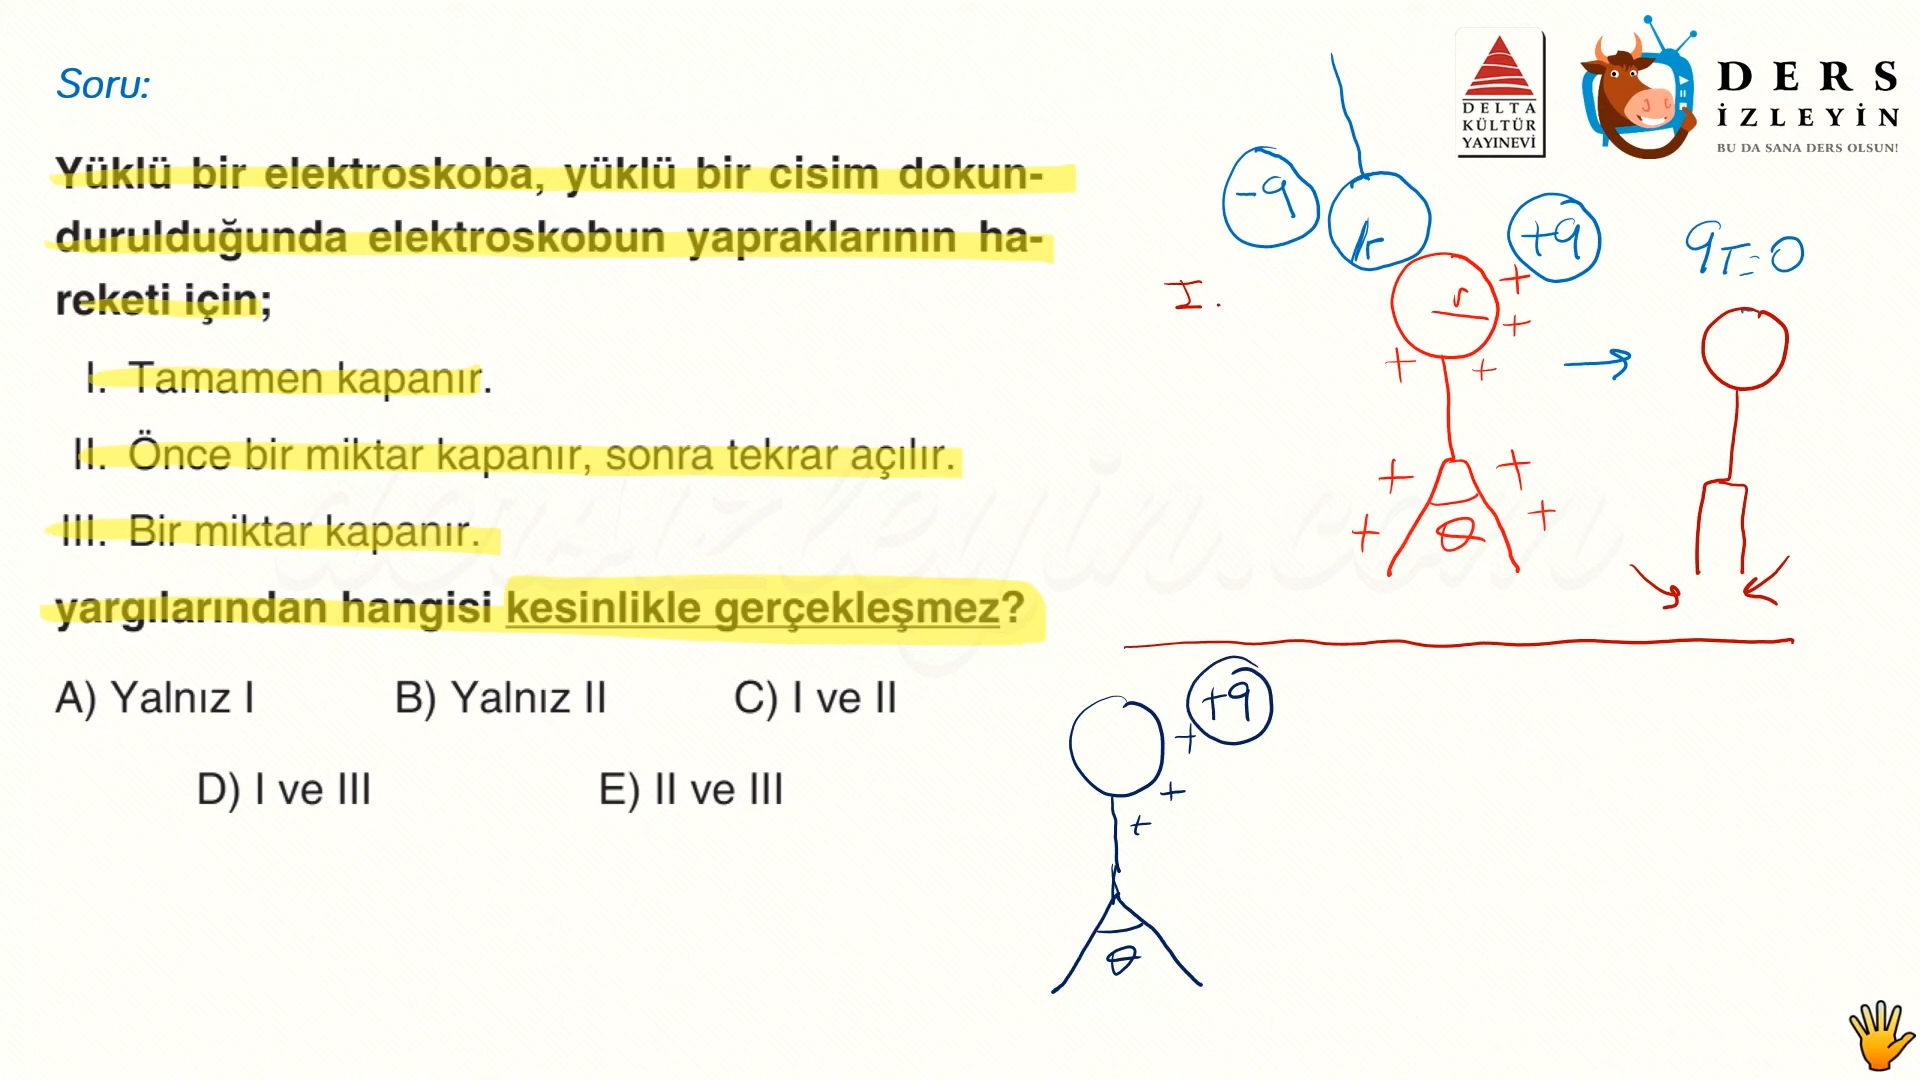 Soru:
DELTA
KÜLTÜR
YAYINEVİ
DERS
İZLEYİN
BU DA SANA DERS OLSUN!
Yüklü bir elektroskoba, yüklü bir cisim dokun-
durulduğunda elektroskobun yapraklarının ha-
reketi için;
I. Tamamen kapanır.
II. Önce bir miktar kapanır, sonra tekrar açılır.
III. Bir miktar kapanır.
yargılarından hangisi kesinlikle gerçekleşmez?
A) Yalnız I B) Yalnız II C) I ve II
D) I ve III E) II ve III
I.
-q
r
+q
qT=0
r
+ +
+ +
+ +
+ +
θ
+q
+
+
+
θ
dersizleyin.com